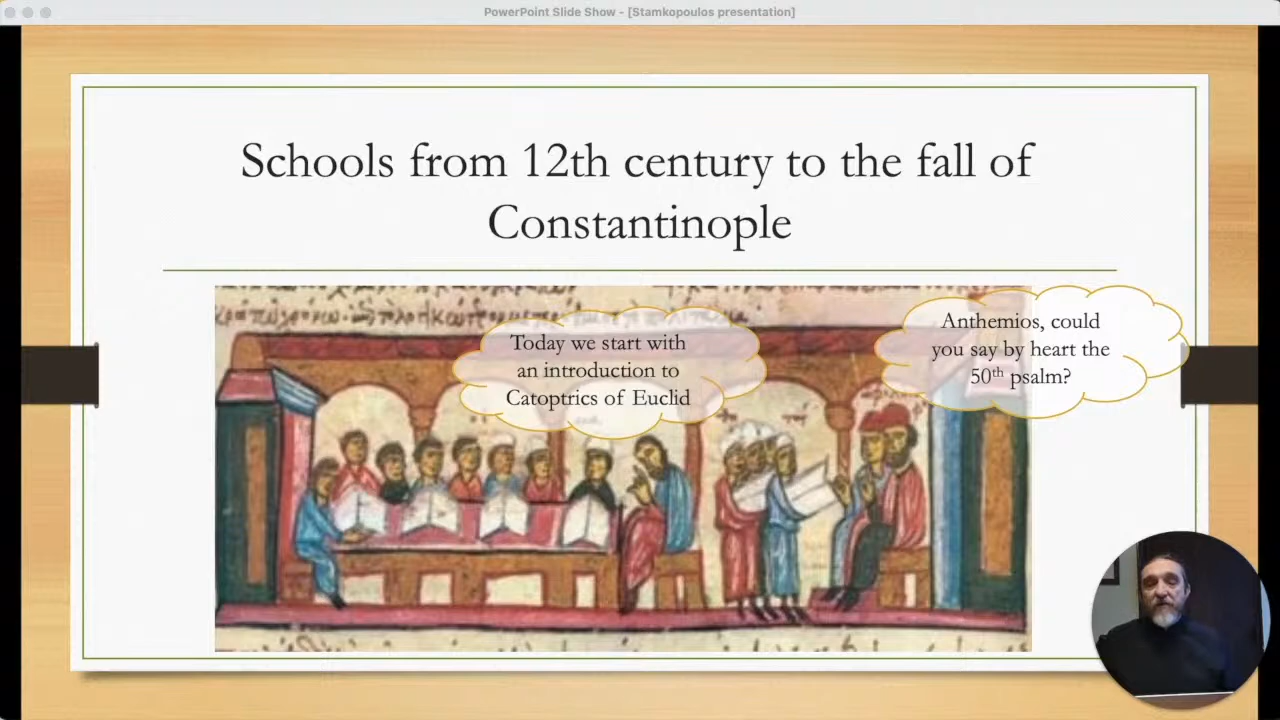 PowerPoint Slide Show - [Stamkopoulos presentation]
Schools from 12th century to the fall of
Constantinople
Today we start with
an introduction to
Catoptrics of Euclid
Anthemios, could
you say by heart the
50th psalm?